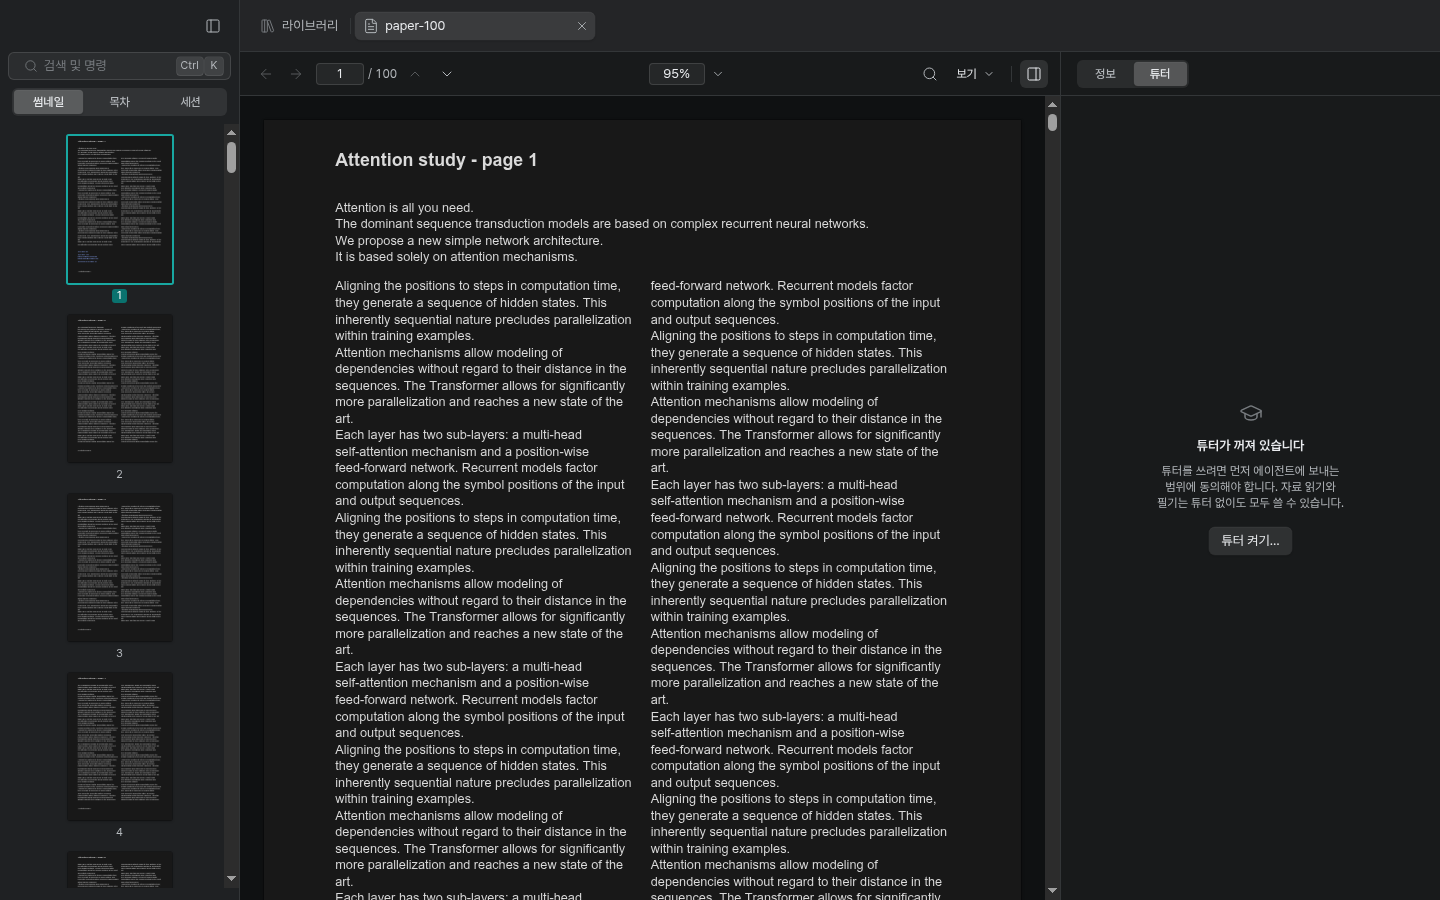 라이브러리
paper-100
검색 및 명령
Ctrl
K
1
/ 100
95%
보기
정보
튜터
썸네일
목차
세션
1
2
3
4
Attention study - page 1
Attention is all you need.
The dominant sequence transduction models are based on complex recurrent neural networks.
We propose a new simple network architecture.
It is based solely on attention mechanisms.
Aligning the positions to steps in computation time,
they generate a sequence of hidden states. This
inherently sequential nature precludes parallelization
within training examples.
Attention mechanisms allow modeling of
dependencies without regard to their distance in the
sequences. The Transformer allows for significantly
more parallelization and reaches a new state of the
art.
Each layer has two sub-layers: a multi-head
self-attention mechanism and a position-wise
feed-forward network. Recurrent models factor
computation along the symbol positions of the input
and output sequences.
Aligning the positions to steps in computation time,
they generate a sequence of hidden states. This
inherently sequential nature precludes parallelization
within training examples.
Attention mechanisms allow modeling of
dependencies without regard to their distance in the
sequences. The Transformer allows for significantly
more parallelization and reaches a new state of the
art.
Each layer has two sub-layers: a multi-head
self-attention mechanism and a position-wise
feed-forward network. Recurrent models factor
computation along the symbol positions of the input
and output sequences.
Aligning the positions to steps in computation time,
they generate a sequence of hidden states. This
inherently sequential nature precludes parallelization
within training examples.
Attention mechanisms allow modeling of
dependencies without regard to their distance in the
sequences. The Transformer allows for significantly
more parallelization and reaches a new state of the
art.
Each layer has two sub-layers: a multi-head
feed-forward network. Recurrent models factor
computation along the symbol positions of the input
and output sequences.
Aligning the positions to steps in computation time,
they generate a sequence of hidden states. This
inherently sequential nature precludes parallelization
within training examples.
Attention mechanisms allow modeling of
dependencies without regard to their distance in the
sequences. The Transformer allows for significantly
more parallelization and reaches a new state of the
art.
Each layer has two sub-layers: a multi-head
self-attention mechanism and a position-wise
feed-forward network. Recurrent models factor
computation along the symbol positions of the input
and output sequences.
Aligning the positions to steps in computation time,
they generate a sequence of hidden states. This
inherently sequential nature precludes parallelization
within training examples.
Attention mechanisms allow modeling of
dependencies without regard to their distance in the
sequences. The Transformer allows for significantly
more parallelization and reaches a new state of the
art.
Each layer has two sub-layers: a multi-head
self-attention mechanism and a position-wise
feed-forward network. Recurrent models factor
computation along the symbol positions of the input
and output sequences.
Aligning the positions to steps in computation time,
they generate a sequence of hidden states. This
inherently sequential nature precludes parallelization
within training examples.
Attention mechanisms allow modeling of
dependencies without regard to their distance in the
sequences. The Transformer allows for significantly
튜터가 꺼져 있습니다
튜터를 쓰려면 먼저 에이전트에 보내는
범위에 동의해야 합니다. 자료 읽기와
필기는 튜터 없이도 모두 쓸 수 있습니다.
튜터 켜기...